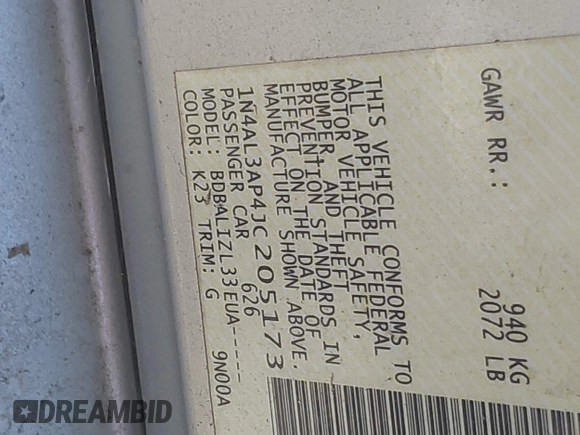 GAWR RR.: 940 KG
2072 LB
THIS VEHICLE CONFORMS TO
ALL APPLICABLE FEDERAL
MOTOR VEHICLE SAFETY,
BUMPER, AND THEFT
PREVENTION STANDARDS IN
EFFECT ON THE DATE OF
MANUFACTURE SHOWN ABOVE.
1N4AL3AP4JC205173
PASSENGER CAR 626
MODEL: BDBALIZL33EUA-----
COLOR: K23 TRIM: G 9N00A
DREAMBID